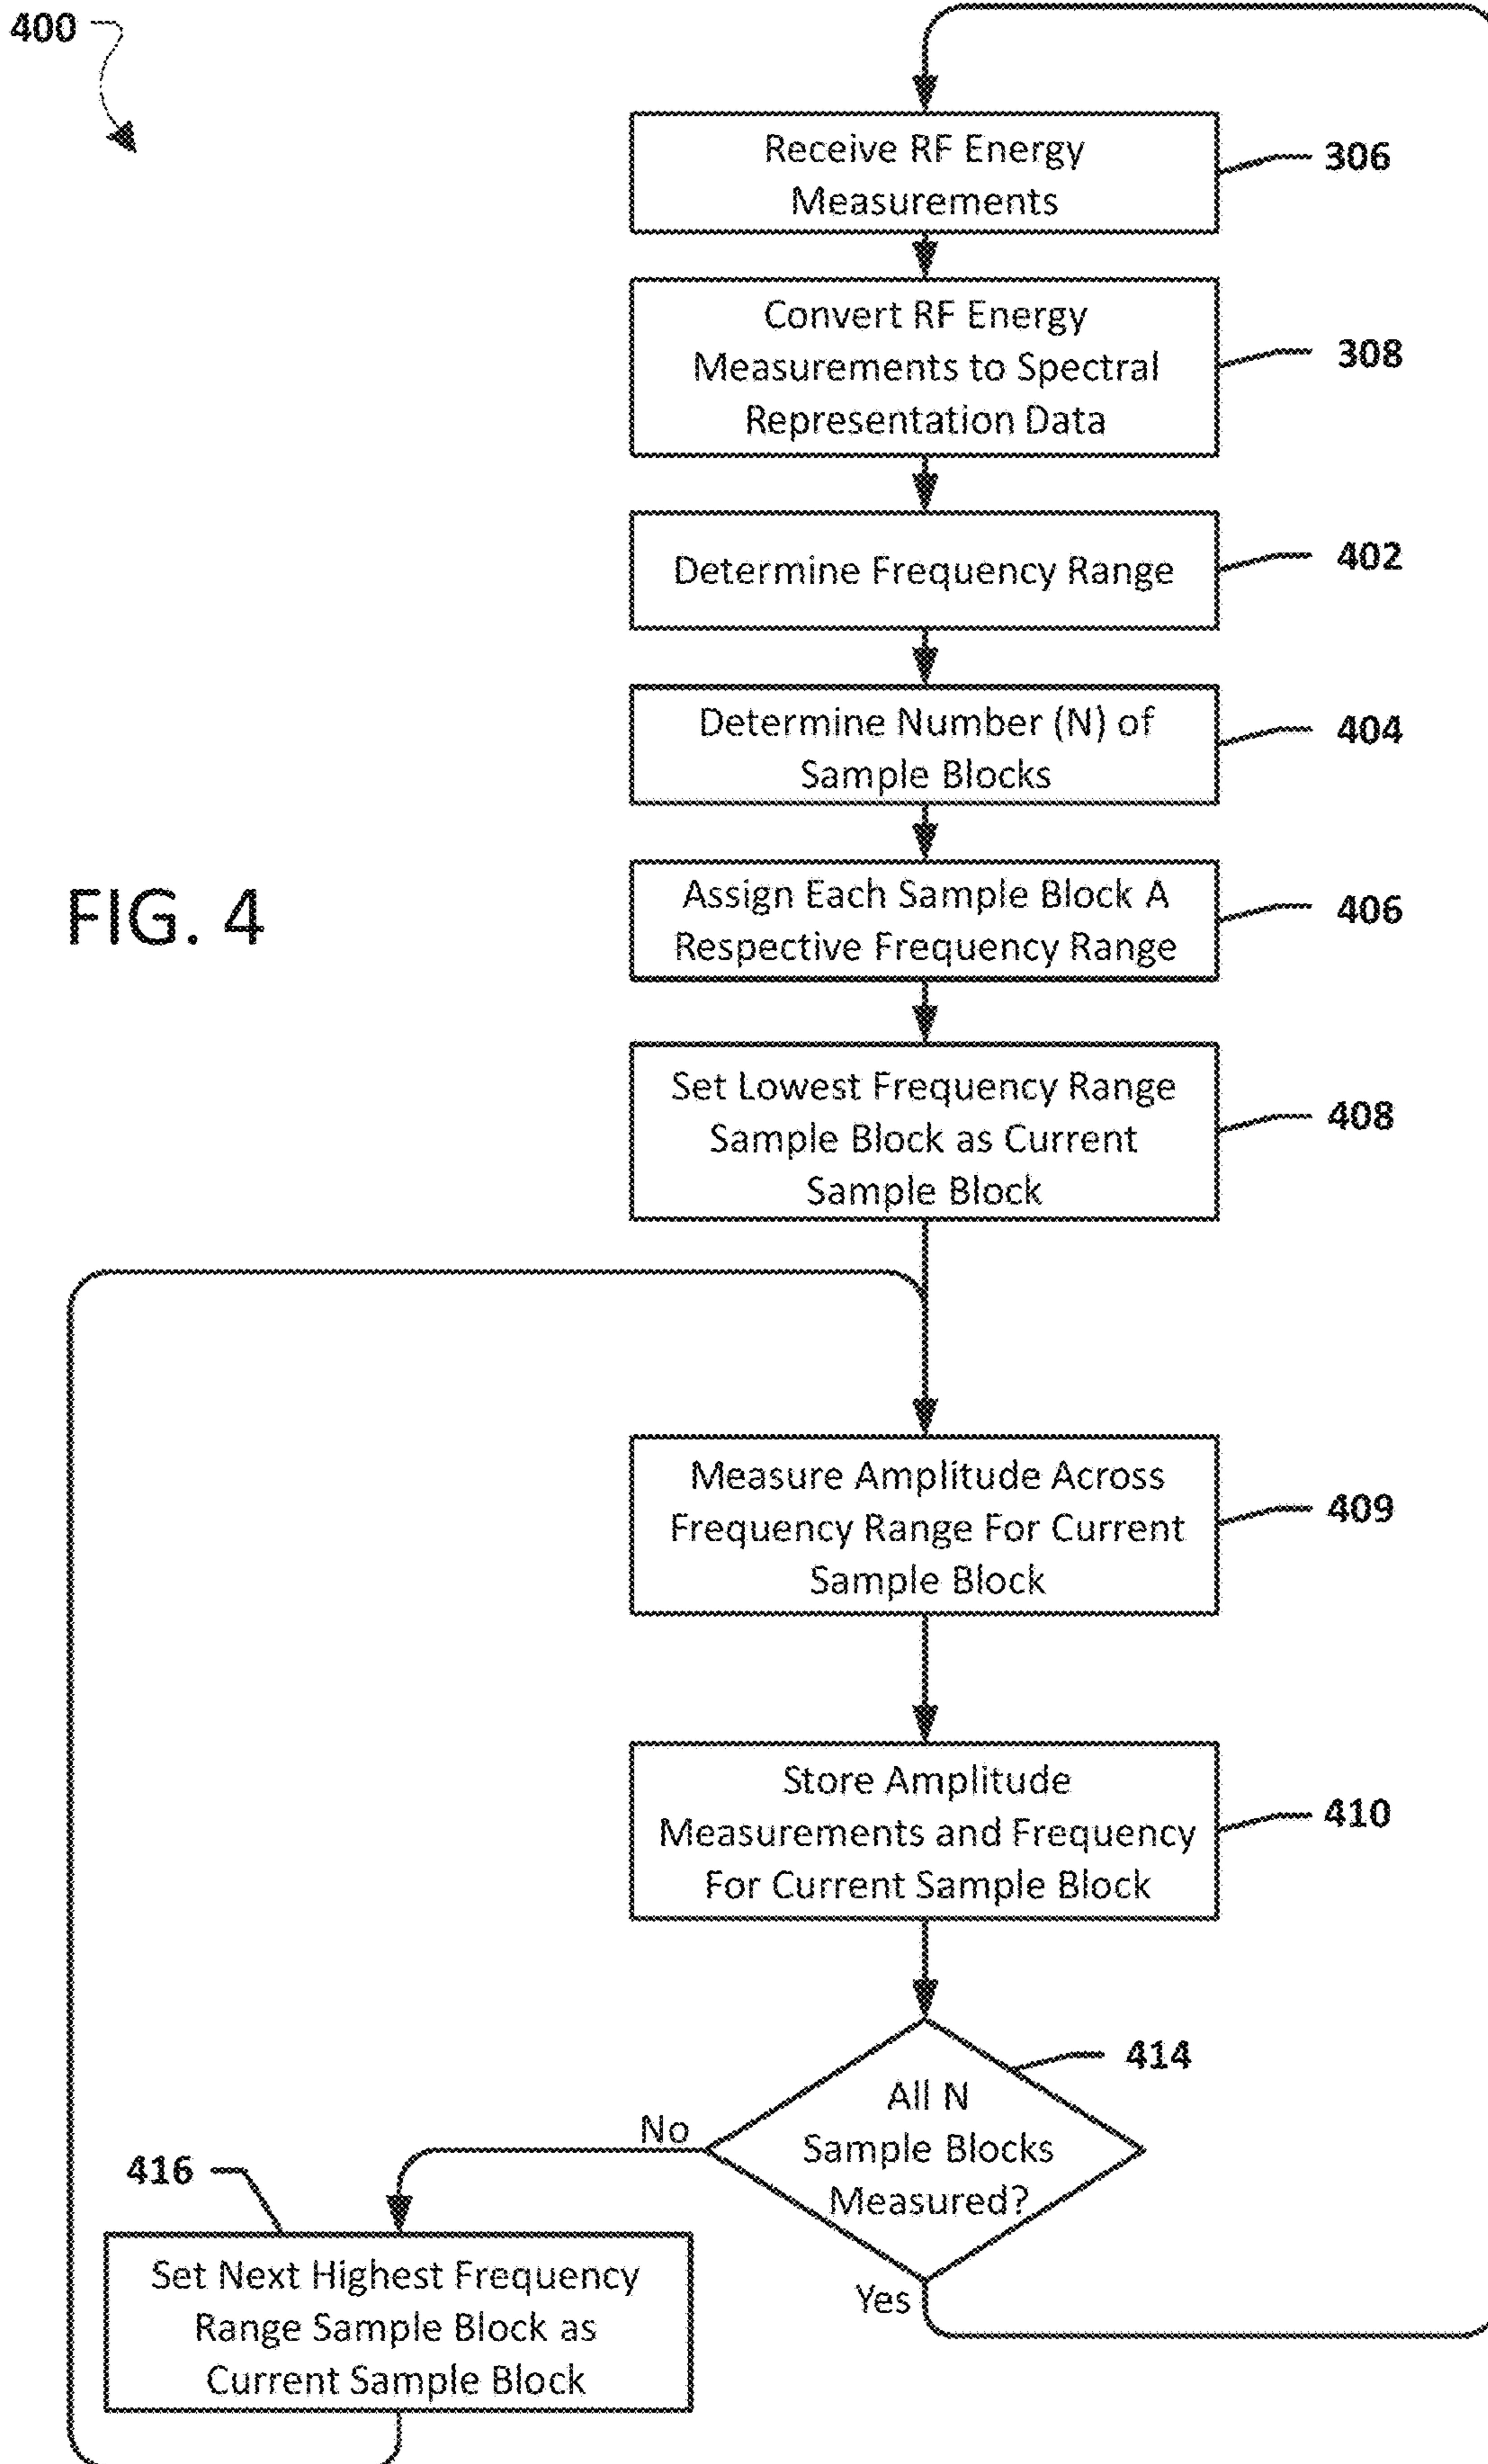 400
Receive RF Energy
Measurements
306
Convert RF Energy
Measurements to Spectral
Representation Data
308
Determine Frequency Range
402
Determine Number (N) of
Sample Blocks
404
FIG. 4
Assign Each Sample Block A
Respective Frequency Range
406
Set Lowest Frequency Range
Sample Block as Current
Sample Block
408
Measure Amplitude Across
Frequency Range For Current
Sample Block
409
Store Amplitude
Measurements and Frequency
For Current Sample Block
410
414
All N
Sample Blocks
Measured?
No
Yes
416
Set Next Highest Frequency
Range Sample Block as
Current Sample Block